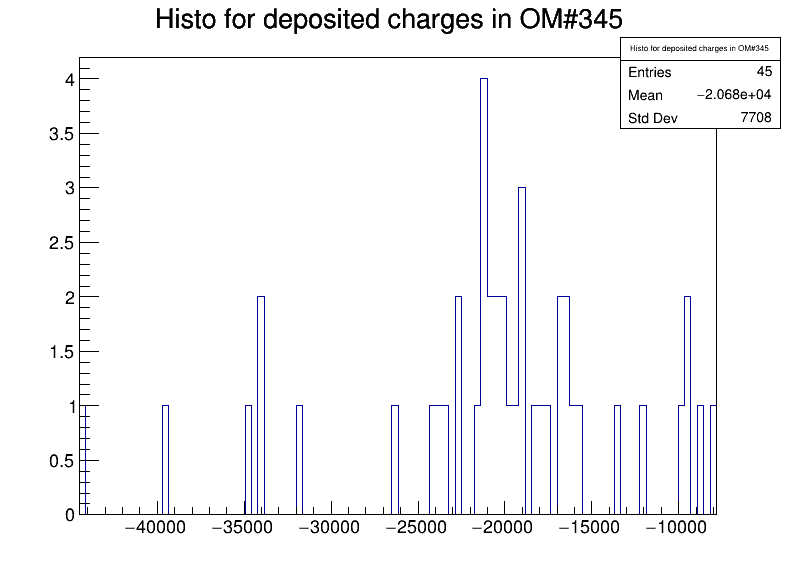 Histo for deposited charges in OM#345
Histo for deposited charges in OM#345
Entries 45
Mean −2.068e+04
Std Dev 7708
4
3.5
3
2.5
2
1.5
1
0.5
0
−40000 −35000 −30000 −25000 −20000 −15000 −10000